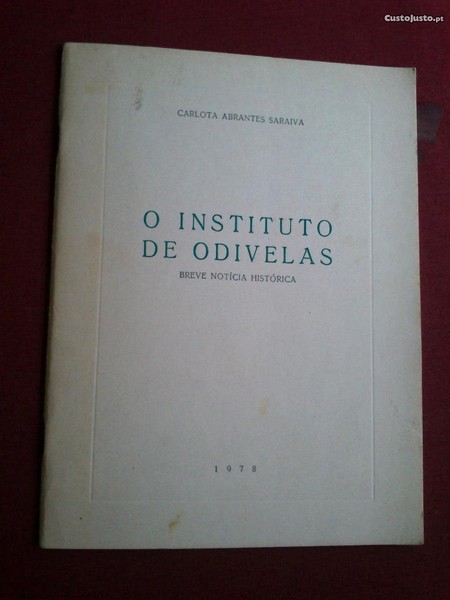 CustoJusto.pt
CARLOTA ABRANTES SARAIVA
O INSTITUTO
DE ODIVELAS
BREVE NOTÍCIA HISTÓRICA
1978